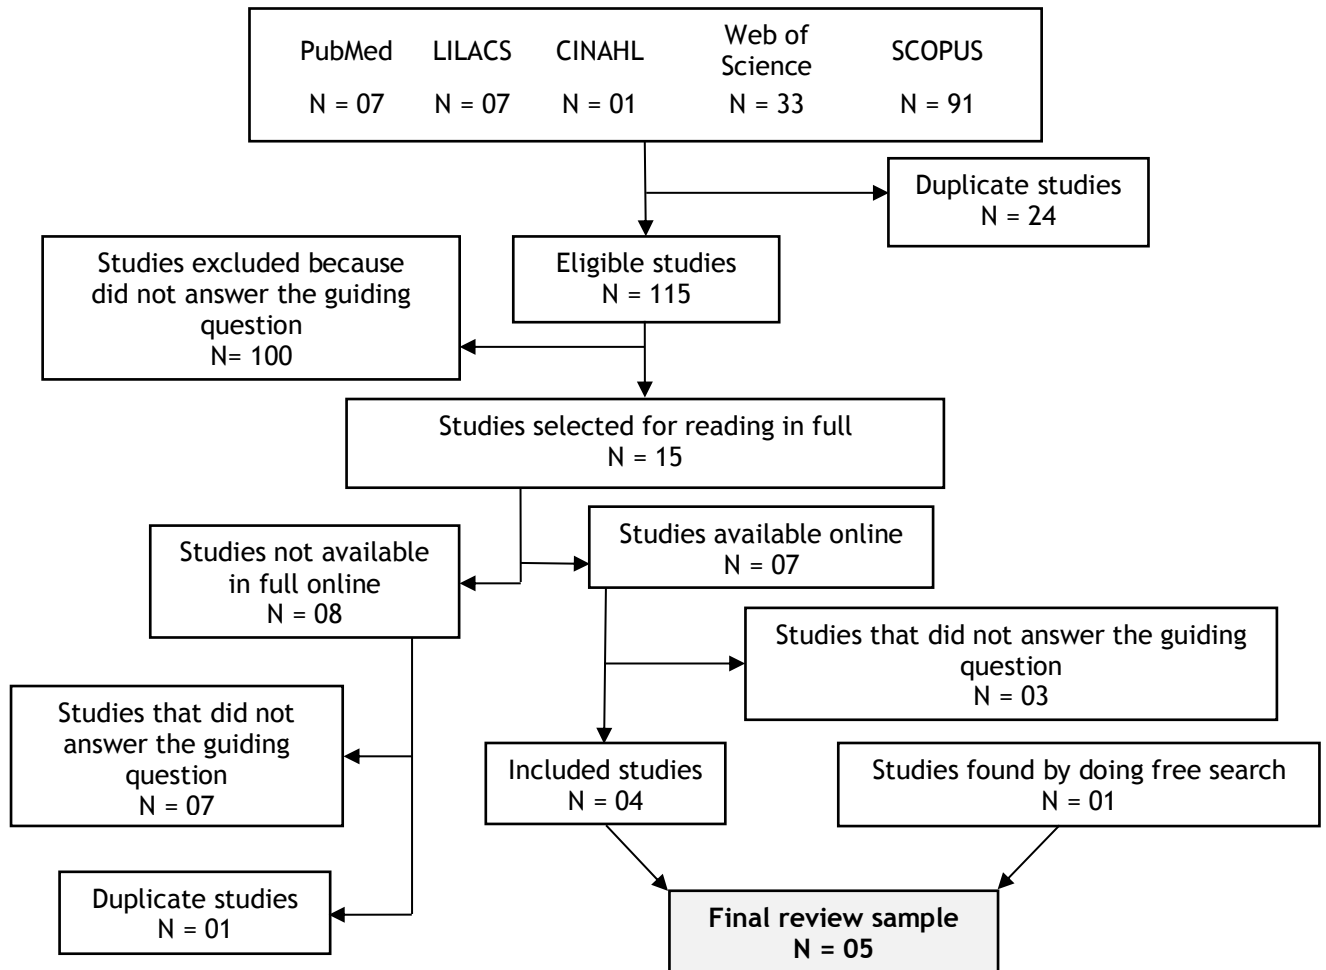 PubMed
N = 07
LILACS
N = 07
CINAHL
N = 01
Web of
Science
N = 33
SCOPUS
N = 91
Duplicate studies
N = 24
Studies excluded because
did not answer the guiding
question
N= 100
Eligible studies
N = 115
Studies selected for reading in full
N = 15
Studies not available
in full online
N = 08
Studies available online
N = 07
Studies that did not answer the guiding
question
N = 03
Studies that did not
answer the guiding
question
N = 07
Included studies
N = 04
Studies found by doing free search
N = 01
Duplicate studies
N = 01
Final review sample
N = 05